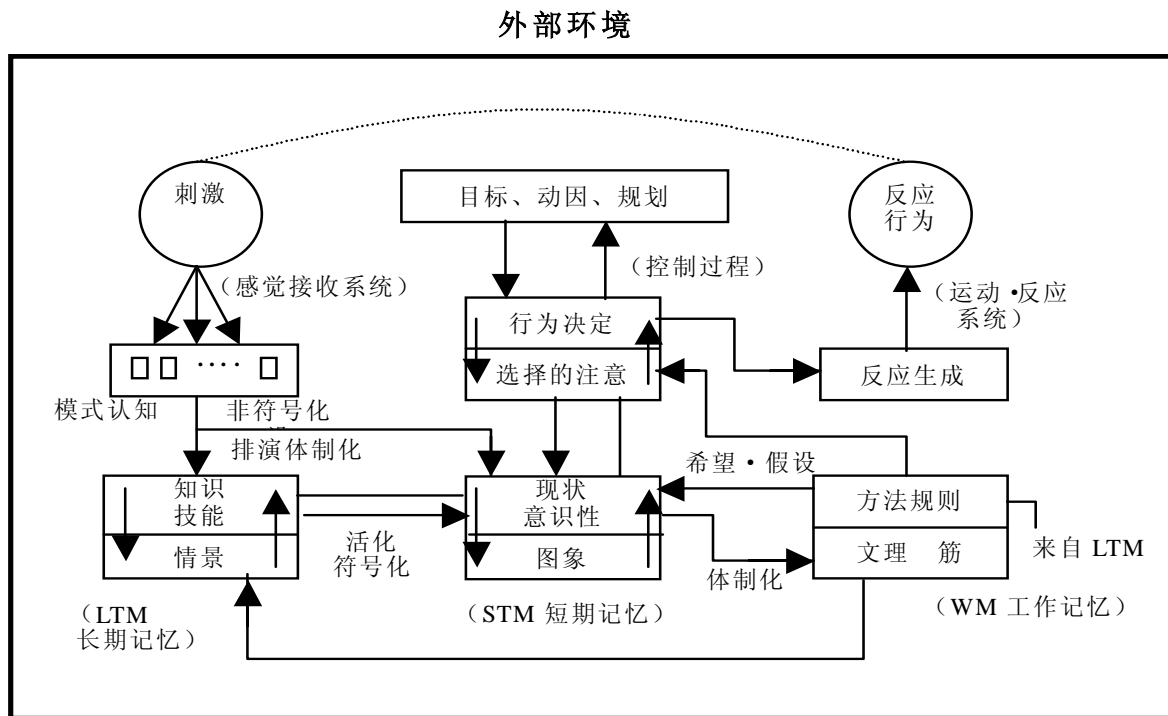 外部环境
刺激
目标、动因、规划
反应
行为
（感觉接收系统）
（控制过程）
（运动·反应
系统）
行为决定
选择的注意
反应生成
····
模式认知
非符号化
排演体制化
希望·假设
知识
技能
情景
现状
意识性
图象
方法规则
文理 筋
活化
符号化
体制化
来自 LTM
（LTM
长期记忆）
（STM 短期记忆）
（WM 工作记忆）